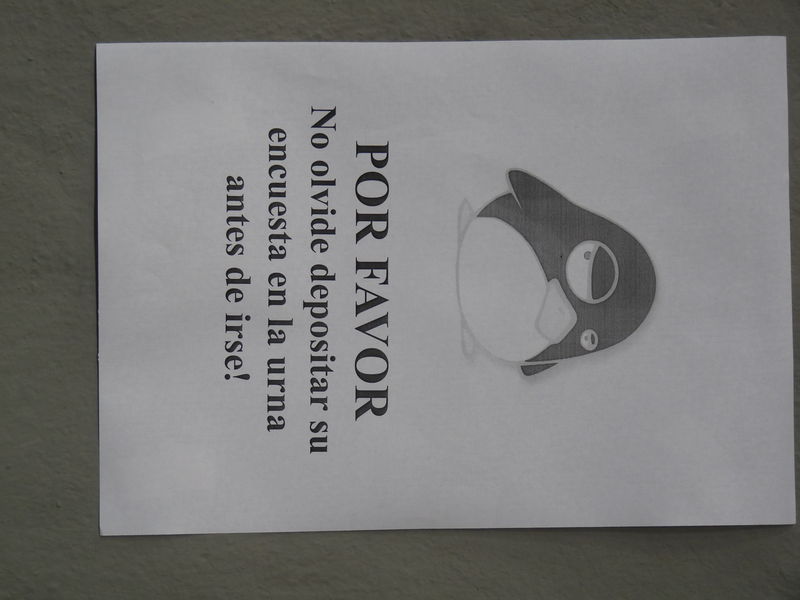 POR FAVOR
No olvide depositar su
encuesta en la urna
antes de irse!